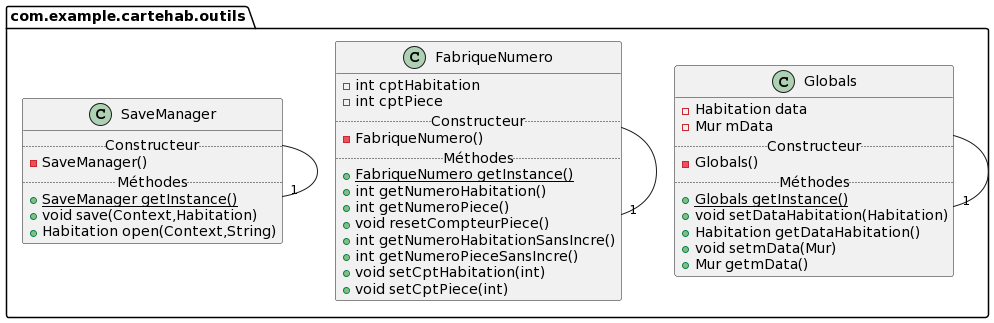 com.example.cartehab.outils
C SaveManager
Constructeur
SaveManager()
Méthodes
SaveManager getInstance()
void save(Context,Habitation)
Habitation open(Context,String)
1
C FabriqueNumero
int cptHabitation
int cptPiece
Constructeur
FabriqueNumero()
Méthodes
FabriqueNumero getInstance()
int getNumeroHabitation()
int getNumeroPiece()
void resetCompteurPiece()
int getNumeroHabitationSansIncre()
int getNumeroPieceSansIncre()
void setCptHabitation(int)
void setCptPiece(int)
1
C Globals
Habitation data
Mur mData
Constructeur
Globals()
Méthodes
Globals getInstance()
void setDataHabitation(Habitation)
Habitation getDataHabitation()
void setmData(Mur)
Mur getmData()
1